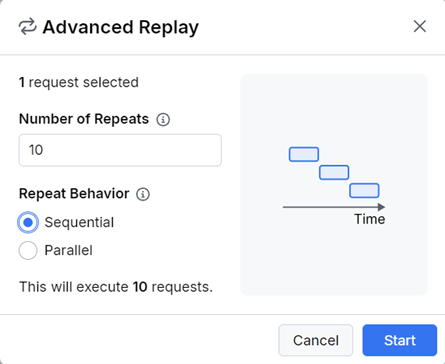 Advanced Replay
1 request selected
Number of Repeats
10
Repeat Behavior
Sequential
Parallel
This will execute 10 requests.
Time
Cancel
Start